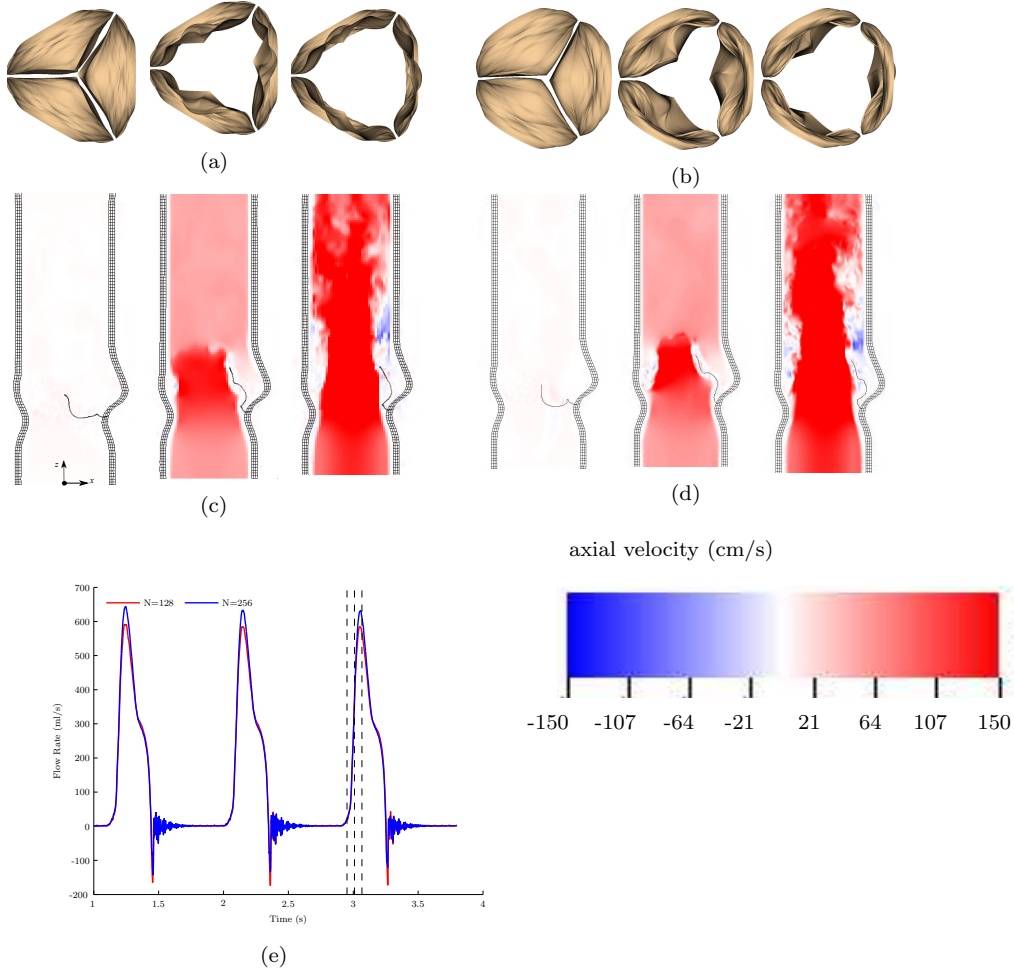 (a)
(b)
z
x
(c)
(d)
axial velocity (cm/s)
-150 -107 -64 -21 21 64 107 150
N=128 N=256
700
600
500
400
300
200
100
0
-100
-200
Flow Rate (ml/s)
1 1.5 2 2.5 3 3.5 4
Time (s)
(e)